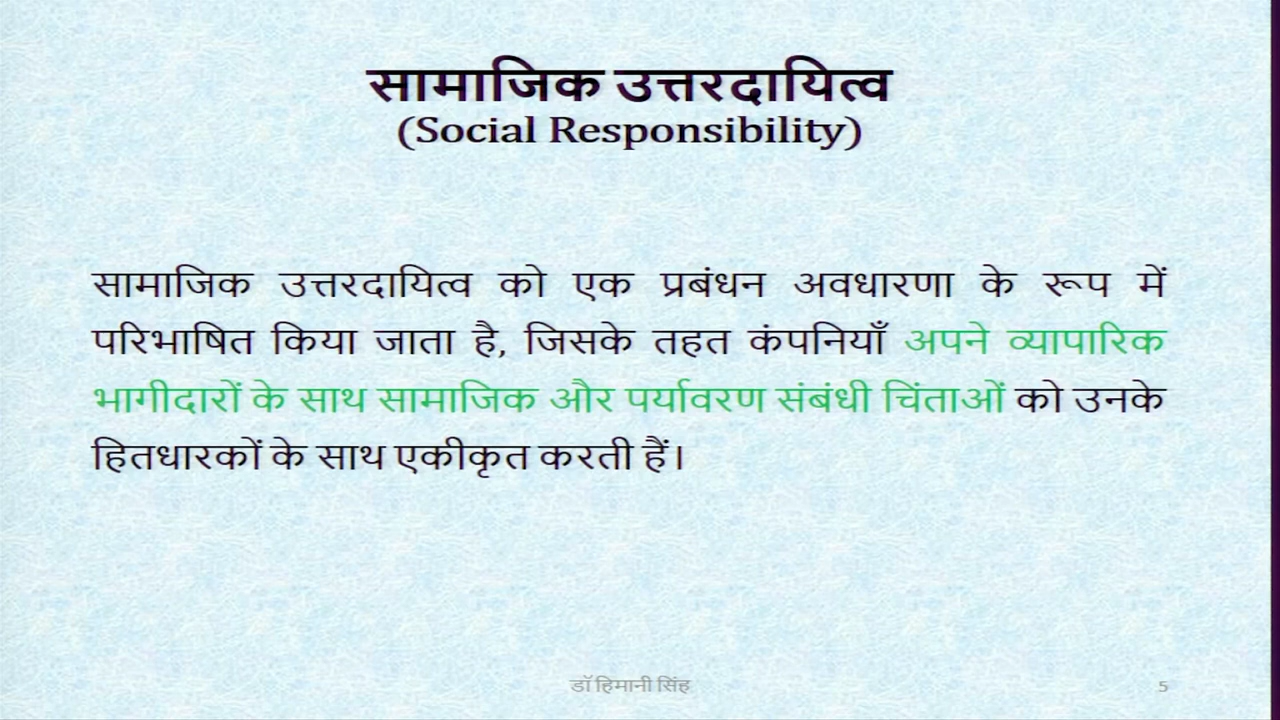 सामाजिक उत्तरदायित्व
(Social Responsibility)
सामाजिक उत्तरदायित्व को एक प्रबंधन अवधारणा के रूप में
परिभाषित किया जाता है, जिसके तहत कंपनियाँ अपने व्यापारिक
भागीदारों के साथ सामाजिक और पर्यावरण संबंधी चिंताओं को उनके
हितधारकों के साथ एकीकृत करती हैं।
डॉ हिमानी सिंह
5